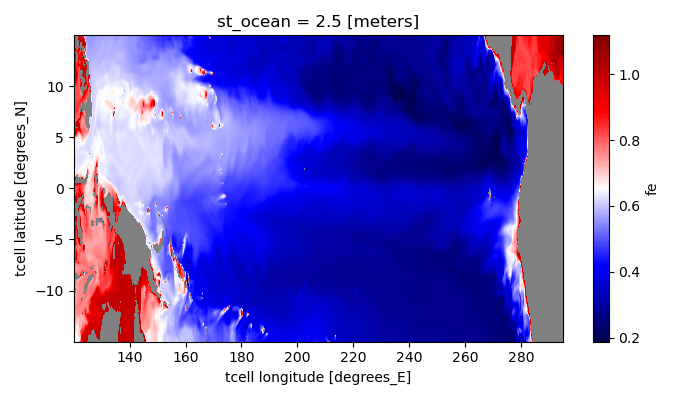 st_ocean = 2.5 [meters]
tcell latitude [degrees_N]
10
5
0
−5
−10
140 160 180 200 220 240 260 280
tcell longitude [degrees_E]
1.0
0.8
0.6
0.4
0.2
fe